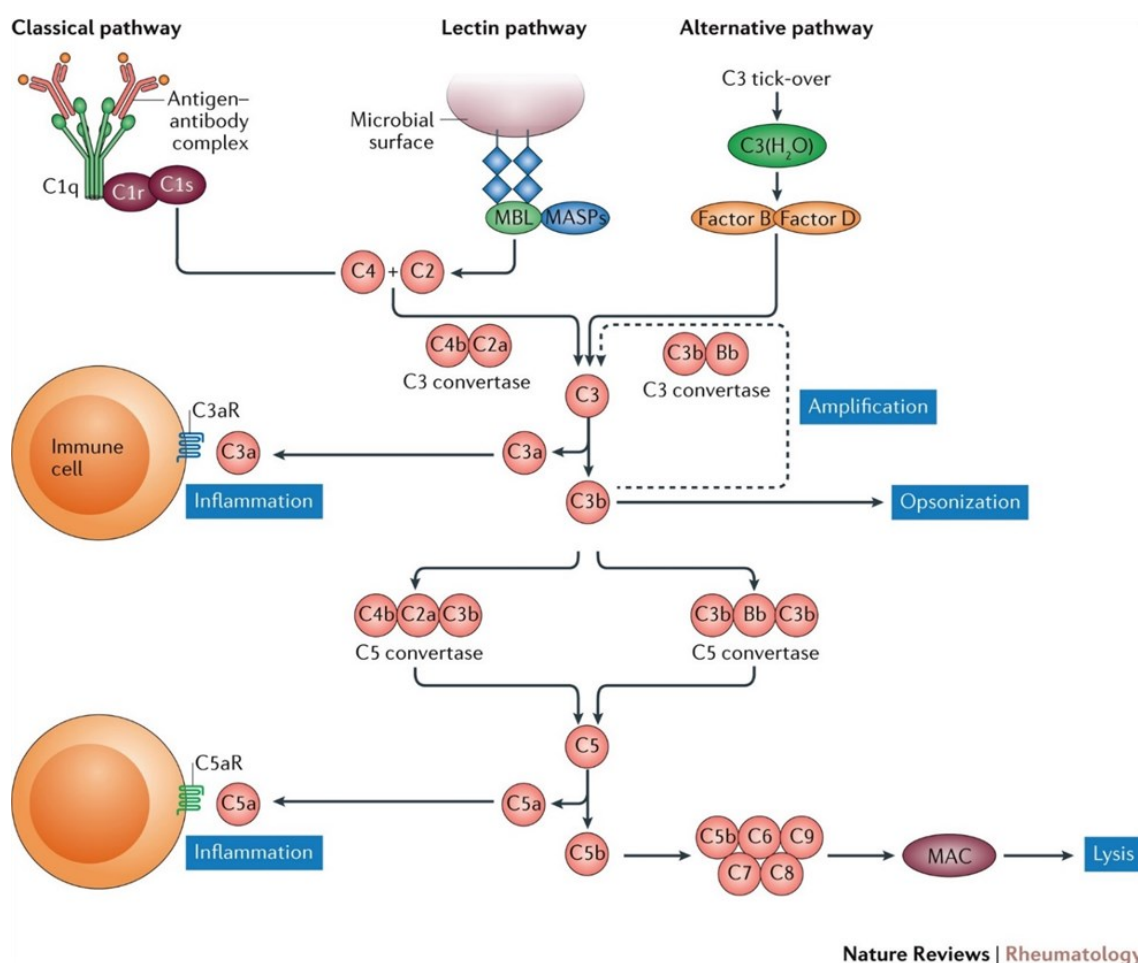 Classical pathway
Lectin pathway
Alternative pathway
Antigen–
antibody
complex
C1q
C1r
C1s
Microbial
surface
MBL
MASPs
C3 tick-over
C3(H₂O)
Factor B
Factor D
C4 + C2
C4b C2a
C3 convertase
C3b Bb
C3 convertase
Amplification
C3
C3aR
Immune
cell
C3a
C3a
Inflammation
C3b
Opsonization
C4b C2a C3b
C5 convertase
C3b Bb C3b
C5 convertase
C5
C5aR
C5a
C5a
Inflammation
C5b
C5b C6 C9
C7 C8
MAC
Lysis
Nature Reviews | Rheumatology